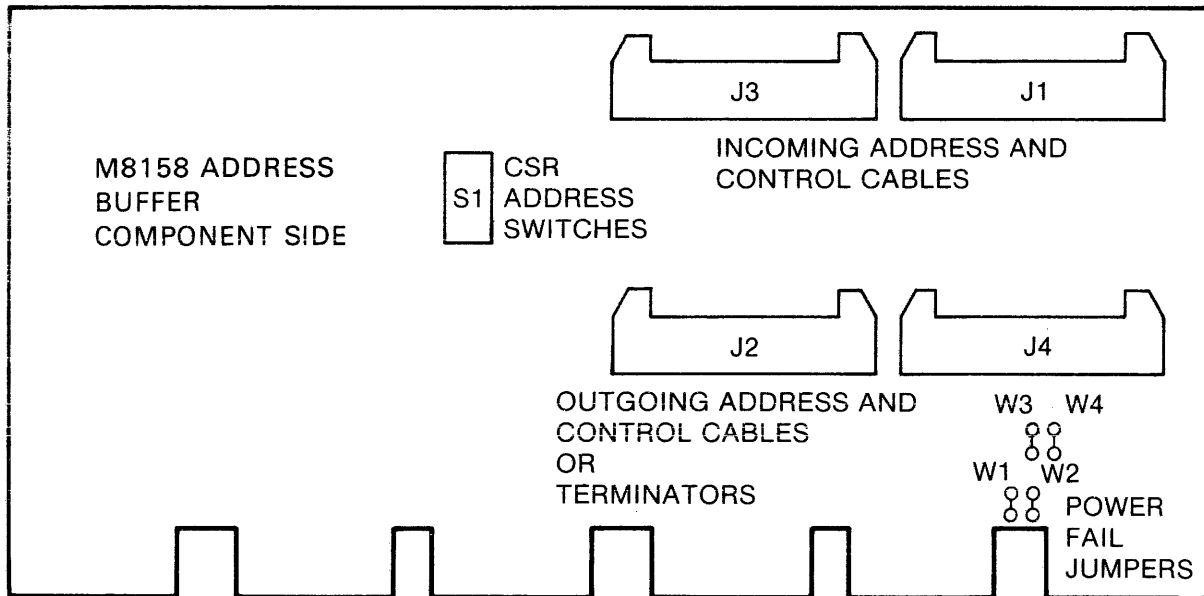 J3
J1
INCOMING ADDRESS AND
CONTROL CABLES
M8158 ADDRESS
BUFFER
COMPONENT SIDE
S1
CSR
ADDRESS
SWITCHES
J2
J4
OUTGOING ADDRESS AND
CONTROL CABLES
OR
TERMINATORS
W3 W4
W1 W2
POWER
FAIL
JUMPERS